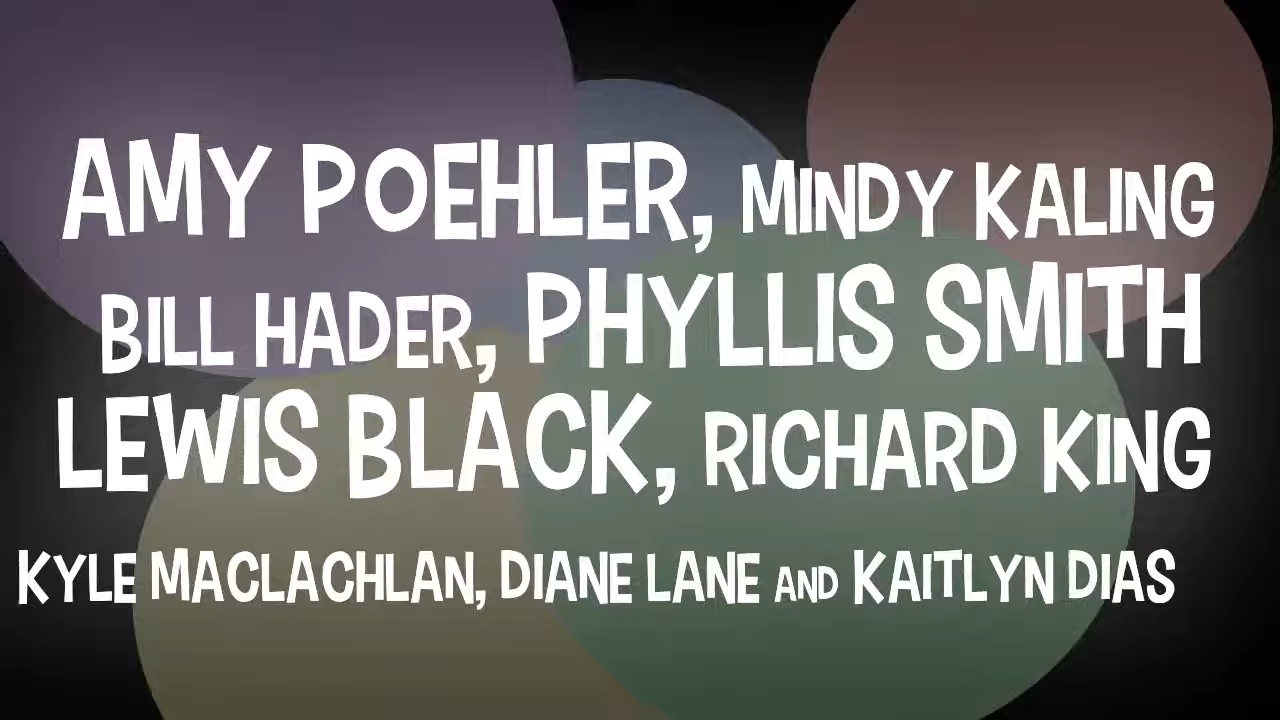 AMY POEHLER, MINDY KALING
BILL HADER, PHYLLIS SMITH
LEWIS BLACK, RICHARD KING
KYLE MACLACHLAN, DIANE LANE AND KAITLYN DIAS